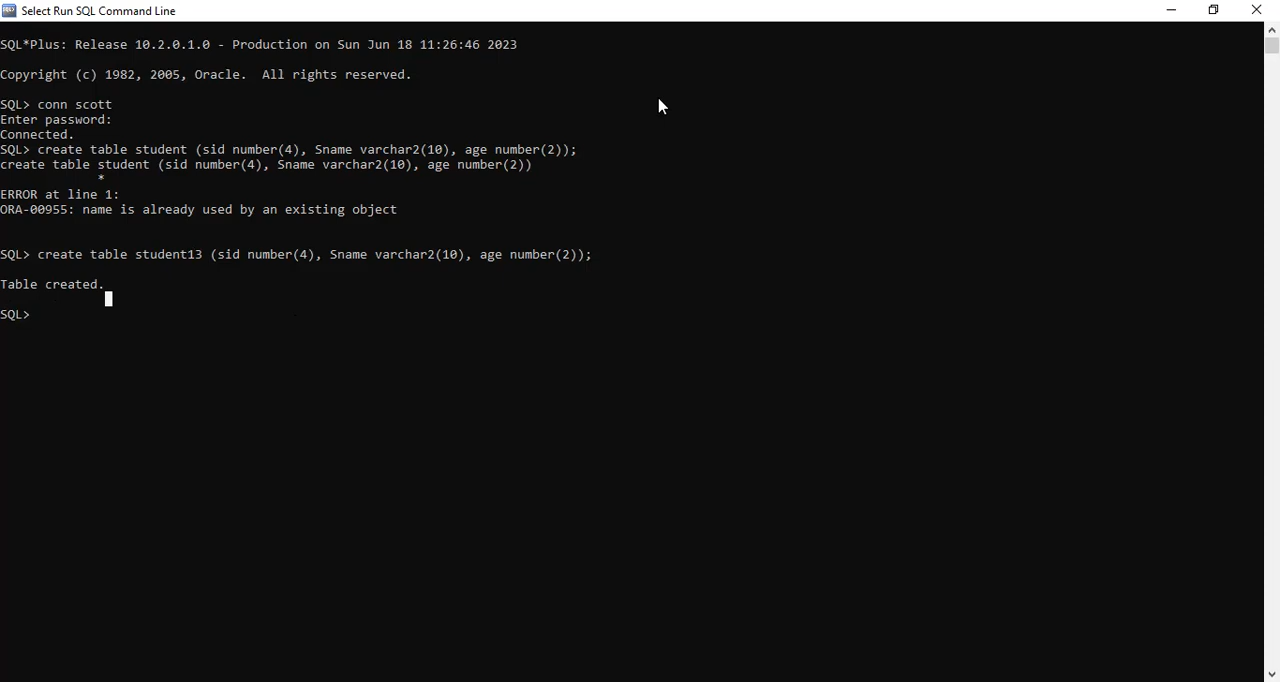 Select Run SQL Command Line
SQL*Plus: Release 10.2.0.1.0 - Production on Sun Jun 18 11:26:46 2023
Copyright (c) 1982, 2005, Oracle.  All rights reserved.
SQL> conn scott
Enter password:
Connected.
SQL> create table student (sid number(4), Sname varchar2(10), age number(2));
create table student (sid number(4), Sname varchar2(10), age number(2))
*
ERROR at line 1:
ORA-00955: name is already used by an existing object
SQL> create table student13 (sid number(4), Sname varchar2(10), age number(2));
Table created.
SQL>